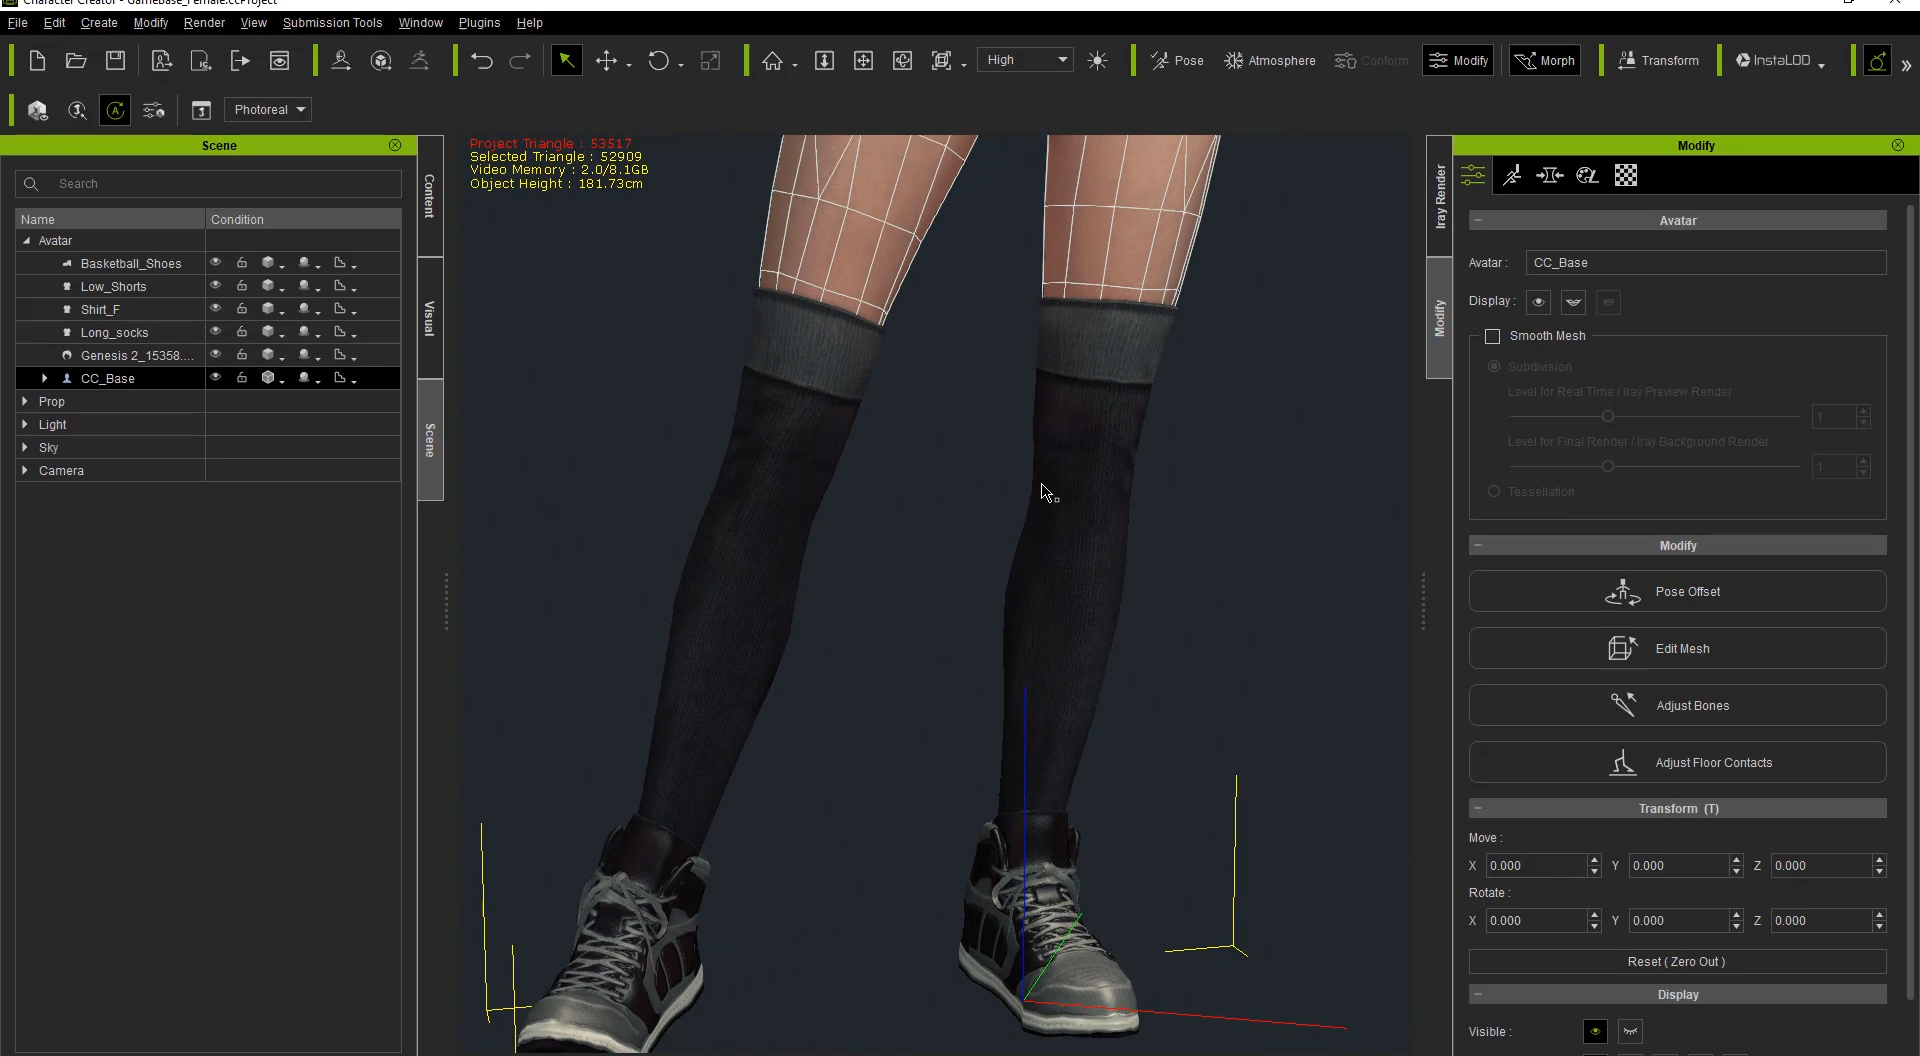 Character Creator - GameBase_Female.ccProject
File Edit Create Modify Render View Submission Tools Window Plugins Help
High Pose Atmosphere Conform Modify Morph Transform InstaLOD
Photoreal
Scene
Search
Name Condition
Avatar
Basketball_Shoes
Low_Shorts
Shirt_F
Long_socks
Genesis 2_15358....
CC_Base
Prop
Light
Sky
Camera
Content
Visual
Scene
Project Triangle : 53517
Selected Triangle : 52909
Video Memory : 2.0/8.1GB
Object Height : 181.73cm
Iray Render
Modify
Modify
Avatar
Avatar : CC_Base
Display :
Smooth Mesh
Subdivision
Level for Real Time / Iray Preview Render
1
Level for Final Render / Iray Background Render
1
Tessellation
Modify
Pose Offset
Edit Mesh
Adjust Bones
Adjust Floor Contacts
Transform (T)
Move :
X 0.000 Y 0.000 Z 0.000
Rotate :
X 0.000 Y 0.000 Z 0.000
Reset ( Zero Out )
Display
Visible :